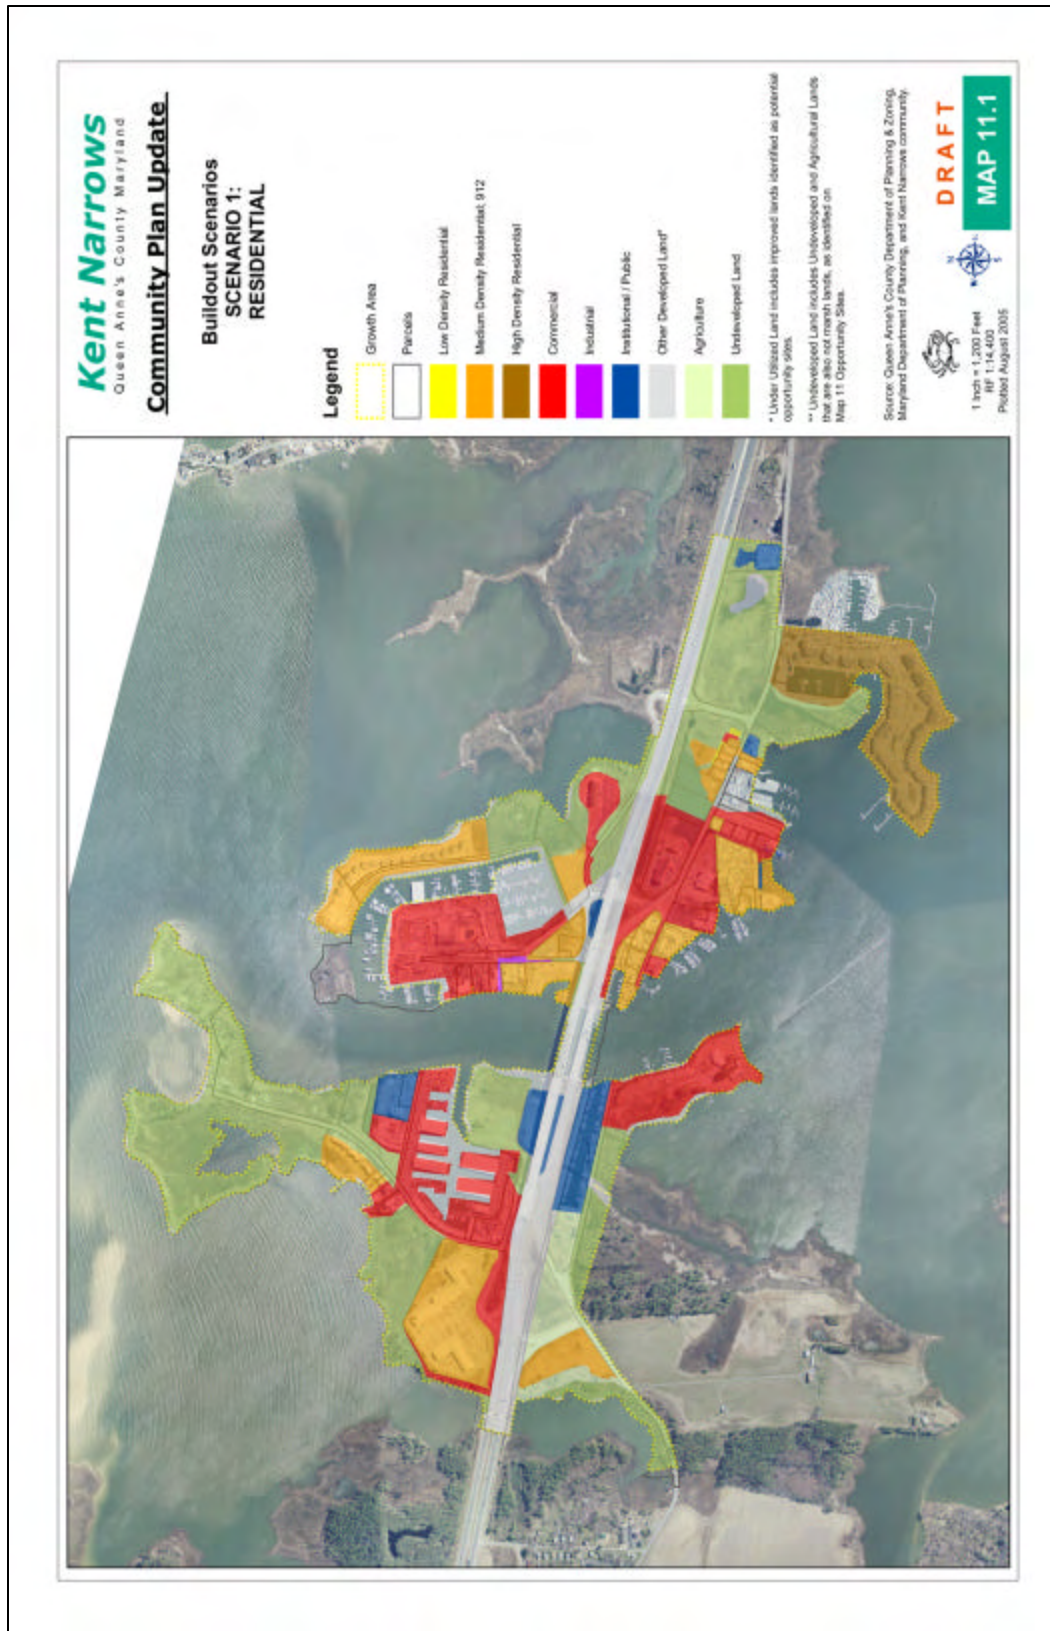 Kent Narrows
Queen Anne's County Maryland
Community Plan Update
Buildout Scenarios
SCENARIO 1:
RESIDENTIAL
Legend
Growth Area
Parcels
Low Density Residential
Medium Density Residential; 912
High Density Residential
Commercial
Industrial
Institutional / Public
Other Developed Land*
Agriculture
Undeveloped Land
* Under Utilized Land includes improved lands identified as potential
opportunity sites.
** Undeveloped Land includes Undeveloped and Agricultural Lands
that are also not marsh lands, as identified on
Map 11 Opportunity Sites.
Source: Queen Anne's County Department of Planning & Zoning,
Maryland Department of Planning, and Kent Narrows community.
1 Inch = 1,200 Feet
RF 1:14,400
Plotted August 2005
N
S
DRAFT
MAP 11.1